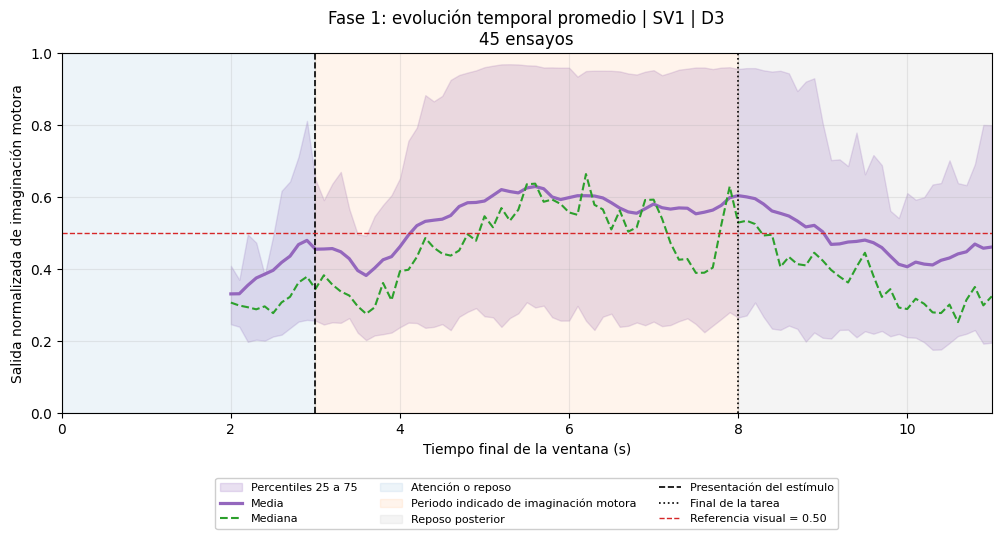 Fase 1: evolución temporal promedio | SV1 | D3
45 ensayos
Salida normalizada de imaginación motora
1.0
0.8
0.6
0.4
0.2
0.0
0 2 4 6 8 10
Tiempo final de la ventana (s)
Percentiles 25 a 75
Media
Mediana
Atención o reposo
Periodo indicado de imaginación motora
Reposo posterior
Presentación del estímulo
Final de la tarea
Referencia visual = 0.50